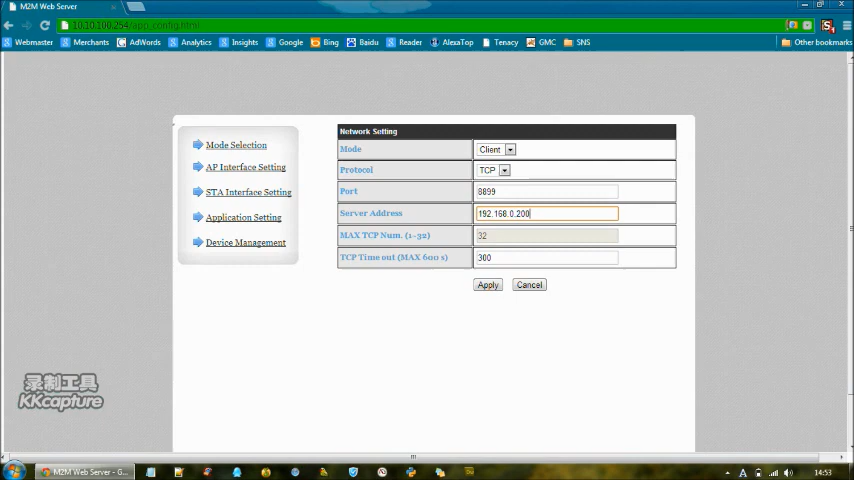 M2M Web Server
10.10.100.254/app_config.html
Webmaster Merchants AdWords Analytics Insights Google Bing Baidu Reader AlexaTop Tenacy GMC SNS Other bookmarks
Network Setting
Mode Selection
AP Interface Setting
STA Interface Setting
Application Setting
Device Management
Mode Client
Protocol TCP
Port 8899
Server Address 192.168.0.200
MAX TCP Num. (1~32) 32
TCP Time out (MAX 600 s) 300
Apply Cancel
录制工具
KKcapture
M2M Web Server - G...
A
14:53